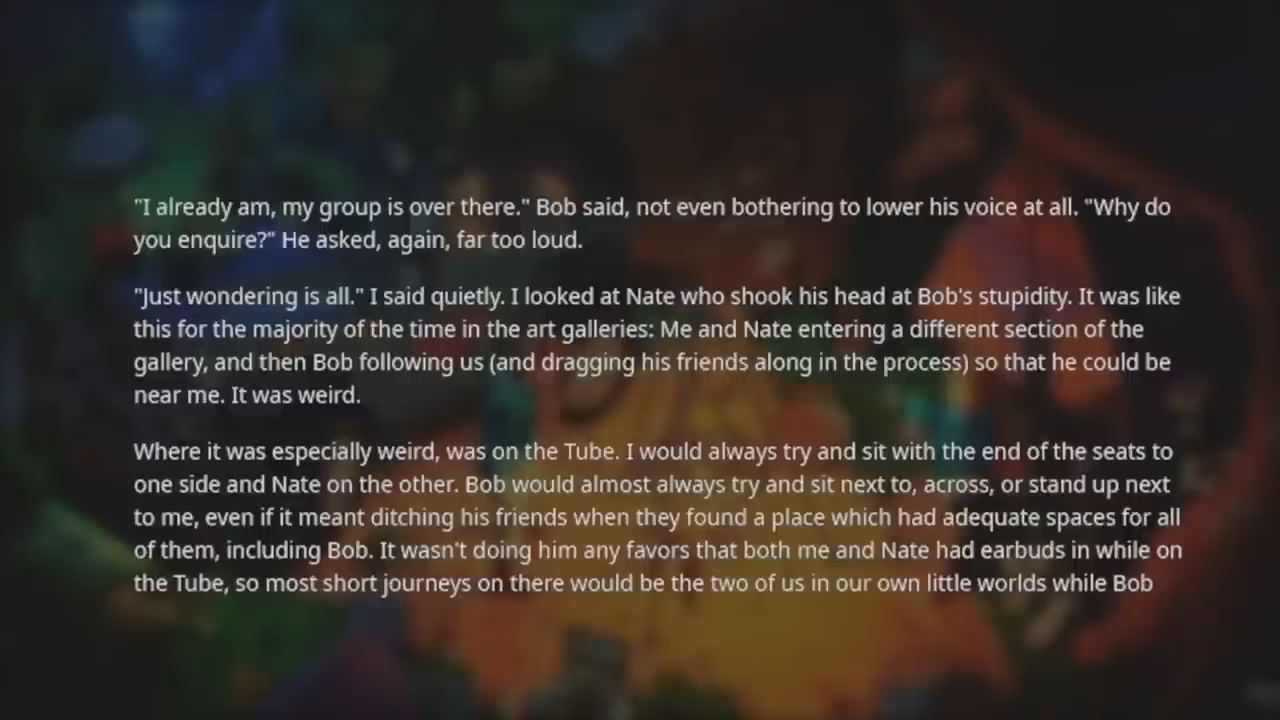 "I already am, my group is over there." Bob said, not even bothering to lower his voice at all. "Why do
you enquire?" He asked, again, far too loud.
"Just wondering is all." I said quietly. I looked at Nate who shook his head at Bob's stupidity. It was like
this for the majority of the time in the art galleries: Me and Nate entering a different section of the
gallery, and then Bob following us (and dragging his friends along in the process) so that he could be
near me. It was weird.
Where it was especially weird, was on the Tube. I would always try and sit with the end of the seats to
one side and Nate on the other. Bob would almost always try and sit next to, across, or stand up next
to me, even if it meant ditching his friends when they found a place which had adequate spaces for all
of them, including Bob. It wasn't doing him any favors that both me and Nate had earbuds in while on
the Tube, so most short journeys on there would be the two of us in our own little worlds while Bob